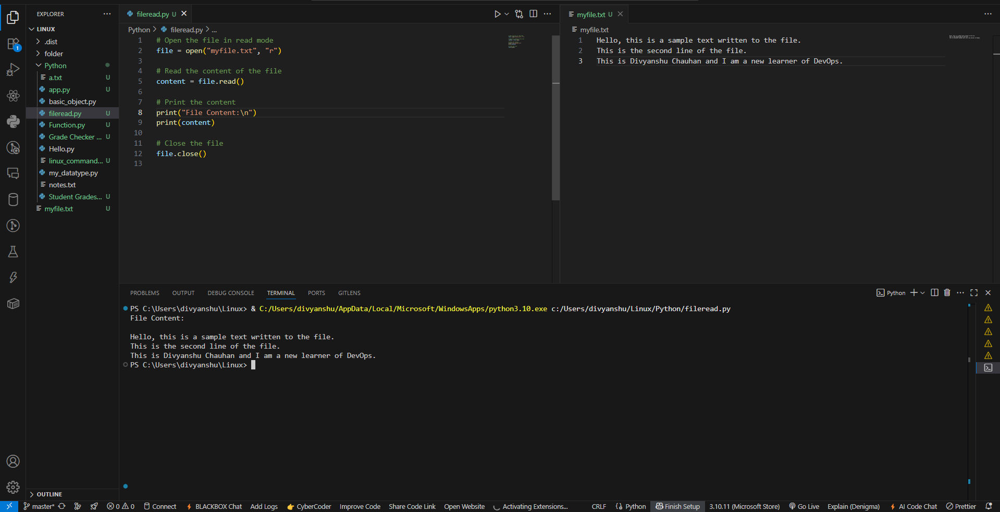 EXPLORER
LINUX
.dist
folder
Python
a.txt U
app.py U
basic_object.py
fileread.py U
Function.py U
Grade Checker ... U
Hello.py
linux_command... U
my_datatype.py
notes.txt
Student Grades... U
myfile.txt U
OUTLINE
1
fileread.py U
Python > fileread.py > ...
1 # Open the file in read mode
2 file = open("myfile.txt", "r")
3
4 # Read the content of the file
5 content = file.read()
6
7 # Print the content
8 print("File Content:\n")
9 print(content)
10
11 # Close the file
12 file.close()
13
myfile.txt U
myfile.txt
1 Hello, this is a sample text written to the file.
2 This is the second line of the file.
3 This is Divyanshu Chauhan and I am a new learner of DevOps.
PROBLEMS OUTPUT DEBUG CONSOLE TERMINAL PORTS GITLENS
Python
PS C:\Users\divyanshu\Linux> & C:/Users/divyanshu/AppData/Local/Microsoft/WindowsApps/python3.10.exe c:/Users/divyanshu/Linux/Python/fileread.py
File Content:
Hello, this is a sample text written to the file.
This is the second line of the file.
This is Divyanshu Chauhan and I am a new learner of DevOps.
PS C:\Users\divyanshu\Linux>
master* 0 0 Connect BLACKBOX Chat Add Logs CyberCoder Improve Code Share Code Link Open Website Activating Extensions... CRLF Python Finish Setup 3.10.11 (Microsoft Store) Go Live Explain (Denigma) AI Code Chat Prettier